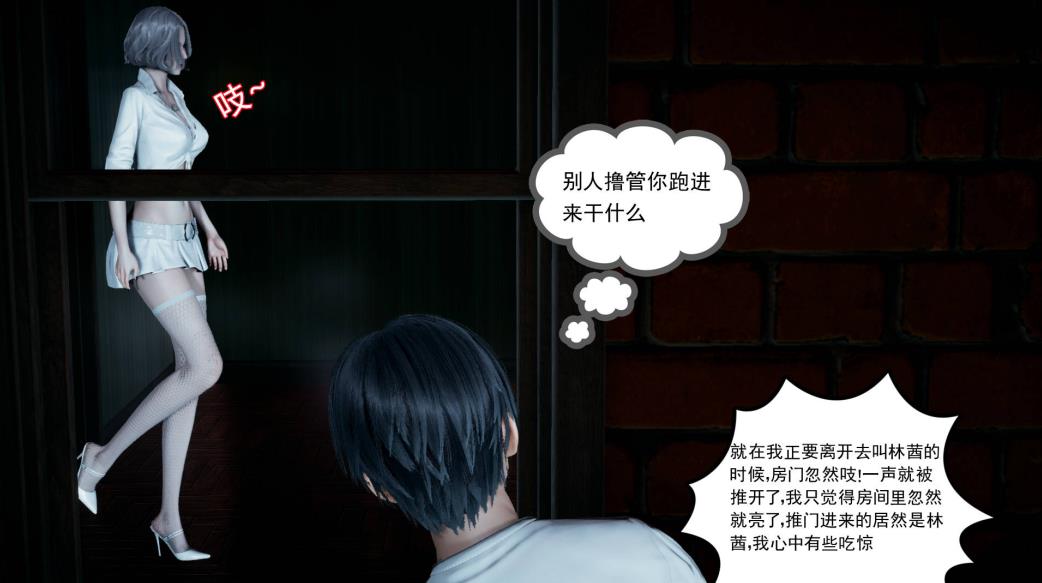 吱~
别人撸管你跑进
来干什么
就在我正要离开去叫林茜的
时候,房门忽然吱!一声就被
推开了,我只觉得房间里忽然
就亮了,推门进来的居然是林
茜,我心中有些吃惊